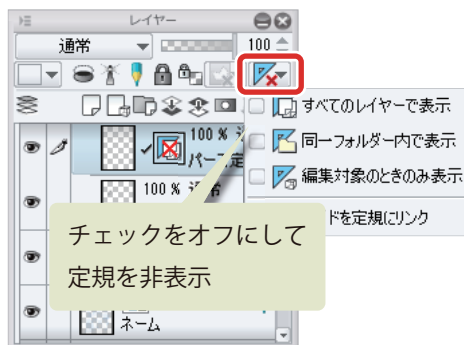 レイヤー
通常
100
すべてのレイヤーで表示
同一フォルダー内で表示
編集対象のときのみ表示
ドを定規にリンク
100 %
パース定
100 %
チェックをオフにして
定規を非表示
ネーム